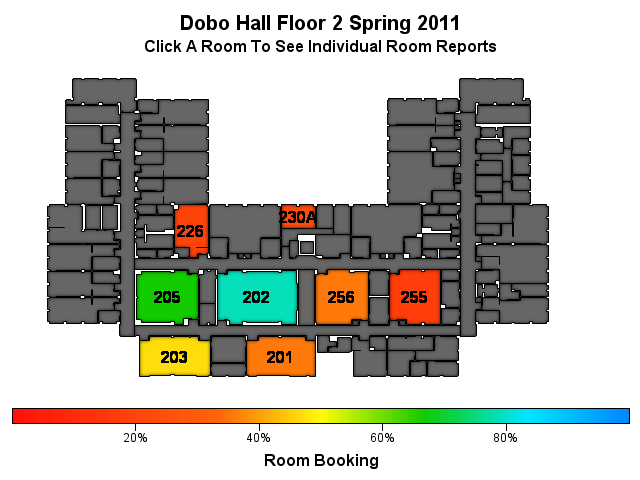 Dobo Hall Floor 2 Spring 2011
Click A Room To See Individual Room Reports
230A
226
205 202 256 255
203 201
20% 40% 60% 80%
Room Booking